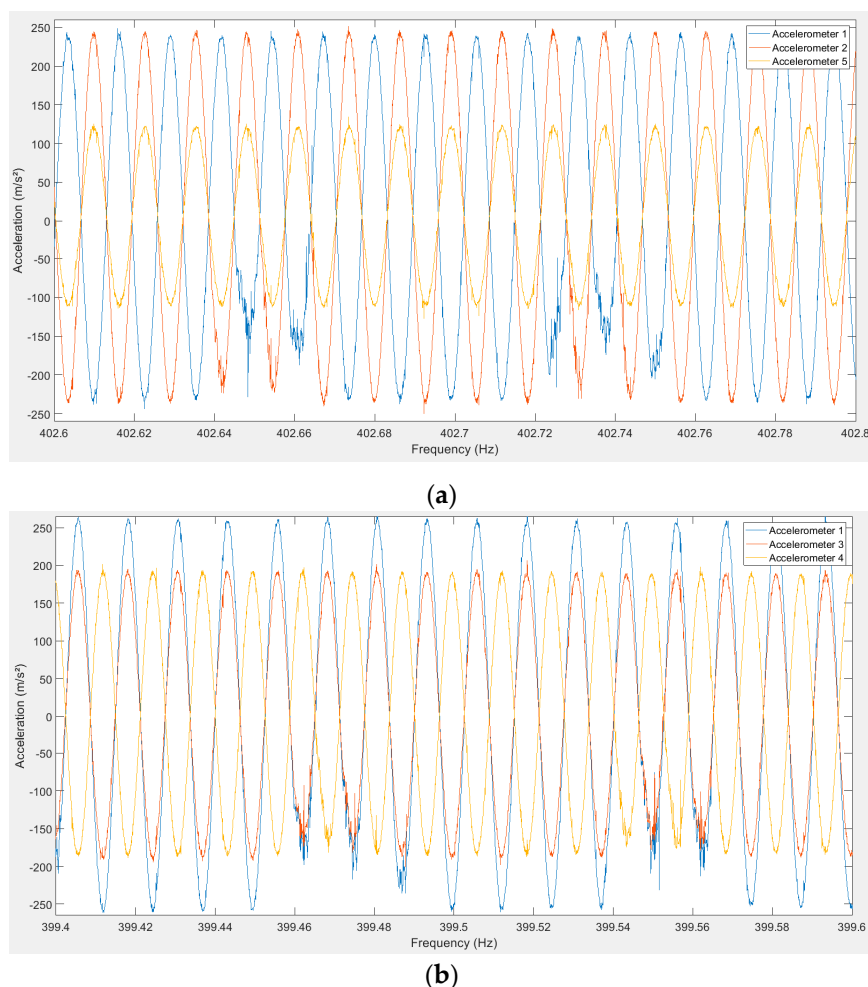 250
200
150
100
50
0
-50
-100
-150
-200
-250
Acceleration (m/s²)
Accelerometer 1
Accelerometer 2
Accelerometer 5
402.6 402.62 402.64 402.66 402.68 402.7 402.72 402.74 402.76 402.78 402.8
Frequency (Hz)
(a)
250
200
150
100
50
0
-50
-100
-150
-200
-250
Acceleration (m/s²)
Accelerometer 1
Accelerometer 3
Accelerometer 4
399.4 399.42 399.44 399.46 399.48 399.5 399.52 399.54 399.56 399.58 399.6
Frequency (Hz)
(b)